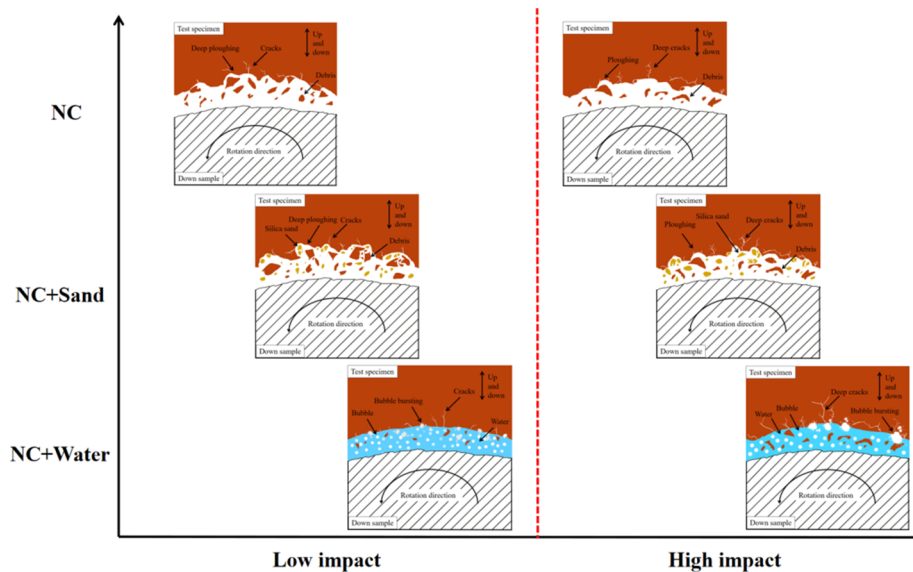 Test specimen
Up
and
down
Deep ploughing
Cracks
Debris
Rotation direction
Down sample
Test specimen
Up
and
down
Deep cracks
Ploughing
Debris
Rotation direction
Down sample
NC
Test specimen
Up
and
down
Deep ploughing
Silica sand
Cracks
Debris
Rotation direction
Down sample
Test specimen
Up
and
down
Silica sand
Deep cracks
Ploughing
Debris
Rotation direction
Down sample
NC+Sand
Test specimen
Up
and
down
Cracks
Bubble bursting
Bubble
Water
Rotation direction
Down sample
Test specimen
Up
and
down
Deep cracks
Bubble
Water
Bubble bursting
Rotation direction
Down sample
NC+Water
Low impact
High impact